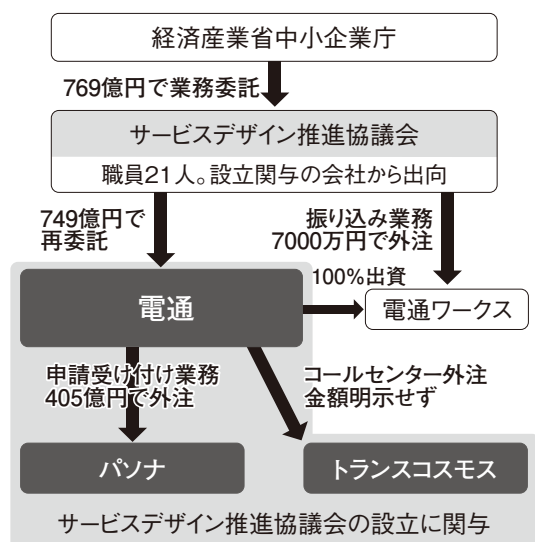 経済産業省中小企業庁
769億円で業務委託
サービスデザイン推進協議会
職員21人。設立関与の会社から出向
749億円で
再委託
振り込み業務
7000万円で外注
100%出資
電通
電通ワークス
申請受け付け業務
405億円で外注
コールセンター外注
金額明示せず
パソナ
トランスコスモス
サービスデザイン推進協議会の設立に関与